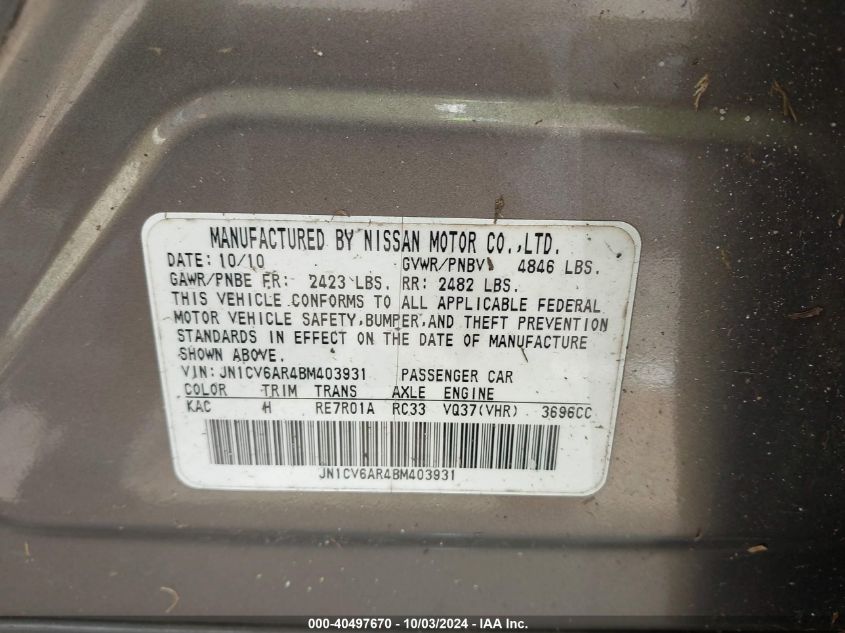 MANUFACTURED BY NISSAN MOTOR CO.,LTD.
DATE: 10/10 GVWR/PNBV: 4846 LBS.
GAWR/PNBE FR: 2423 LBS. RR: 2482 LBS.
THIS VEHICLE CONFORMS TO ALL APPLICABLE FEDERAL
MOTOR VEHICLE SAFETY, BUMPER, AND THEFT PREVENTION
STANDARDS IN EFFECT ON THE DATE OF MANUFACTURE
SHOWN ABOVE.
VIN: JN1CV6AR4BM403931 PASSENGER CAR
COLOR TRIM TRANS AXLE ENGINE
KAC H RE7R01A RC33 VQ37(VHR) 3696CC
JN1CV6AR4BM403931
000-40497670 - 10/03/2024 - IAA Inc.